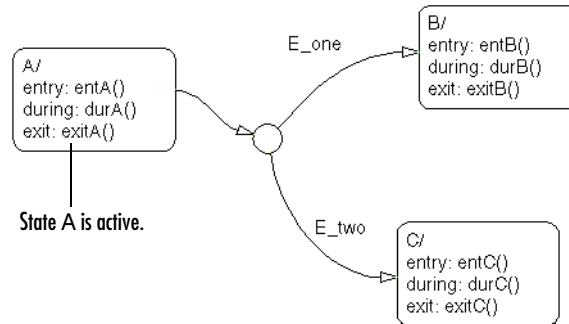 A/
entry: entA()
during: durA()
exit: exitA()
State A is active.
E_one
B/
entry: entB()
during: durB()
exit: exitB()
E_two
C/
entry: entC()
during: durC()
exit: exitC()